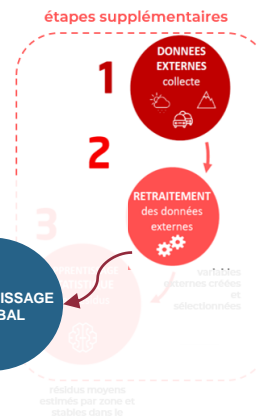 étapes supplémentaires
1
DONNEES
EXTERNES
collecte
2
RETRAITEMENT
des données
externes
3
ISSAGE
BAL
variables
externes créées
et
sélectionnées
résidus moyens
estimés par zone et
stables dans le